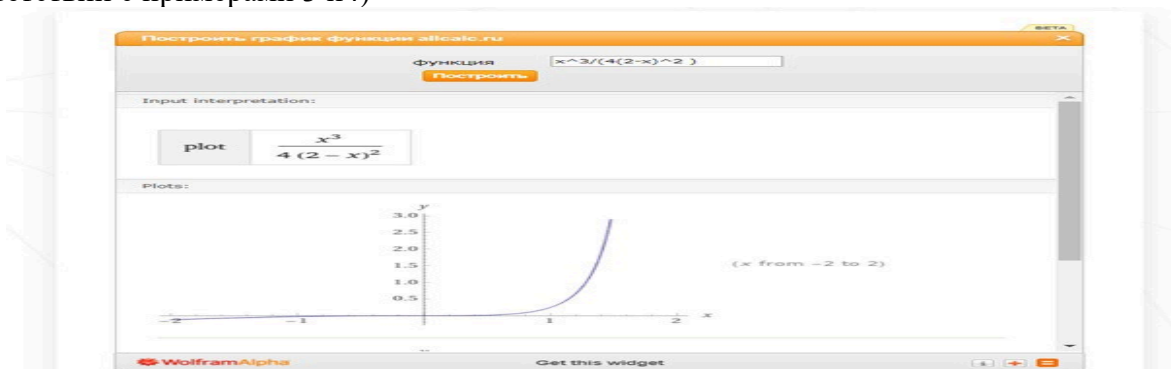 BETA
Построить график функции allcalc.ru
функция x^3/(4(2-x)^2 )
Построить
Input interpretation:
plot x^3 / 4 (2 − x)^2
Plots:
y
3.0
2.5
2.0
1.5
1.0
0.5
(x from −2 to 2)
−2 −1 1 2 x
WolframAlpha Get this widget